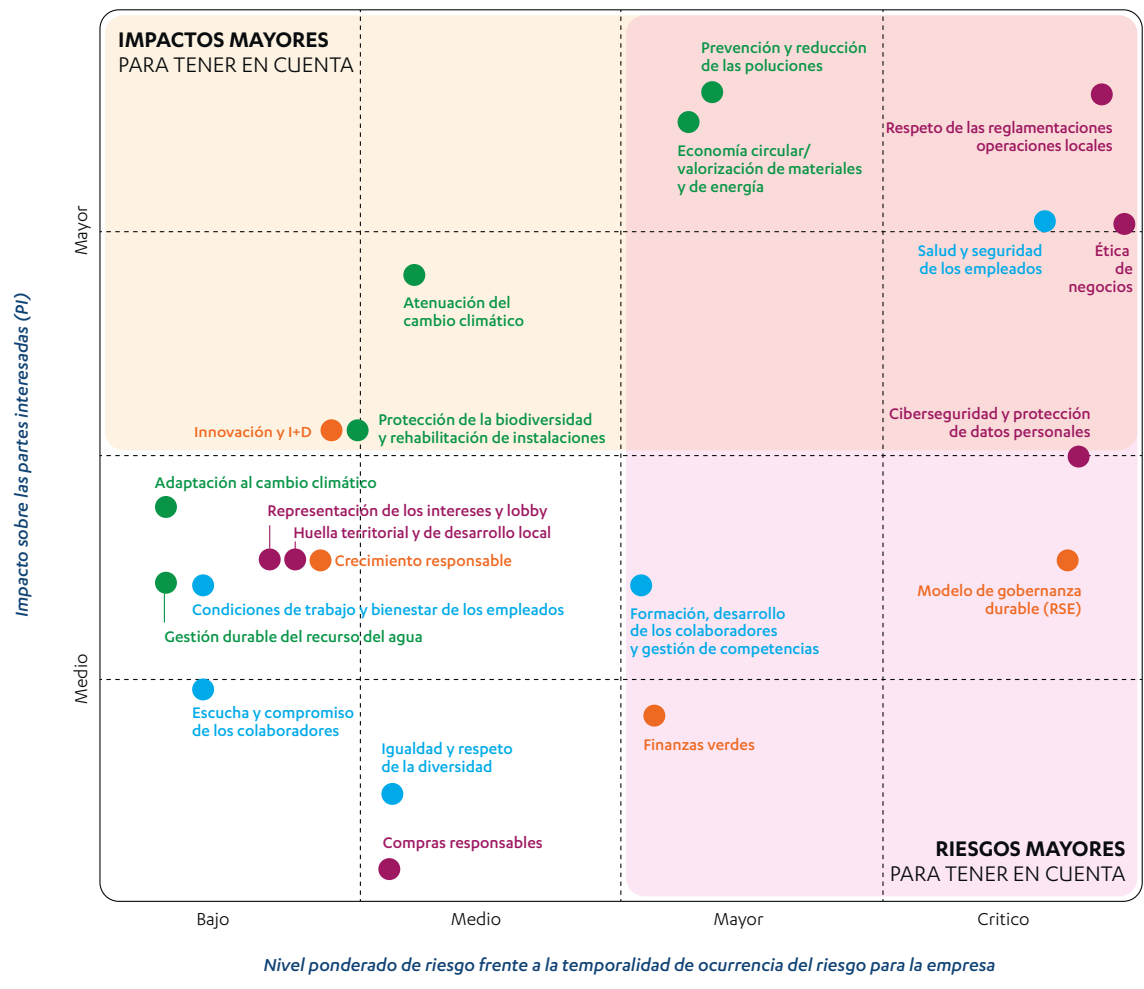 IMPACTOS MAYORES
PARA TENER EN CUENTA
Prevención y reducción
de las poluciones
Economía circular/
valorización de materiales
y de energía
Respeto de las reglamentaciones
operaciones locales
Mayor
Salud y seguridad
de los empleados
Ética
de
negocios
Atenuación del
cambio climático
Innovación y I+D
Protección de la biodiversidad
y rehabilitación de instalaciones
Ciberseguridad y protección
de datos personales
Adaptación al cambio climático
Representación de los intereses y lobby
Huella territorial y de desarrollo local
Crecimiento responsable
Condiciones de trabajo y bienestar de los empleados
Gestión durable del recurso del agua
Formación, desarrollo
de los colaboradores
y gestión de competencias
Modelo de gobernanza
durable (RSE)
Impacto sobre las partes interesadas (PI)
Medio
Escucha y compromiso
de los colaboradores
Igualdad y respeto
de la diversidad
Finanzas verdes
Compras responsables
RIESGOS MAYORES
PARA TENER EN CUENTA
Bajo
Medio
Mayor
Critico
Nivel ponderado de riesgo frente a la temporalidad de ocurrencia del riesgo para la empresa